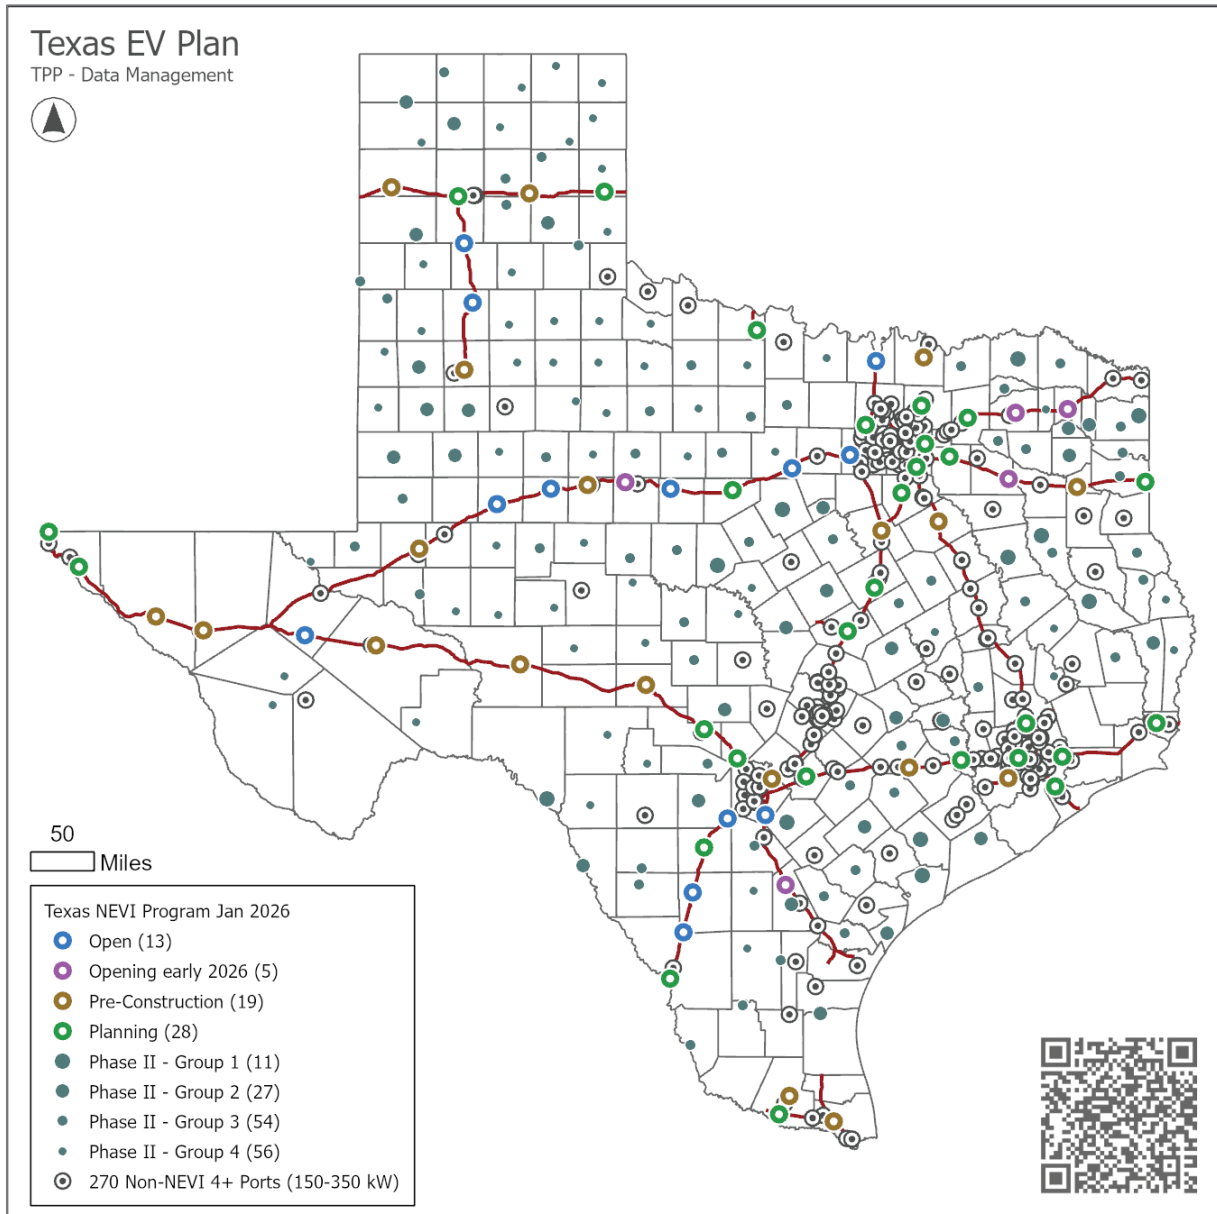 Texas EV Plan
TPP - Data Management
50
Miles
Texas NEVI Program Jan 2026
Open (13)
Opening early 2026 (5)
Pre-Construction (19)
Planning (28)
Phase II - Group 1 (11)
Phase II - Group 2 (27)
Phase II - Group 3 (54)
Phase II - Group 4 (56)
270 Non-NEVI 4+ Ports (150-350 kW)